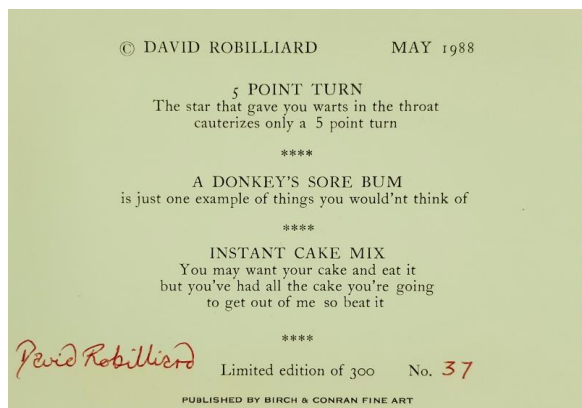 © DAVID ROBILLIARD MAY 1988
5 POINT TURN
The star that gave you warts in the throat
cauterizes only a 5 point turn
****
A DONKEY'S SORE BUM
is just one example of things you would'nt think of
****
INSTANT CAKE MIX
You may want your cake and eat it
but you've had all the cake you're going
to get out of me so beat it
****
David Robilliard
Limited edition of 300 No. 37
PUBLISHED BY BIRCH & CONRAN FINE ART